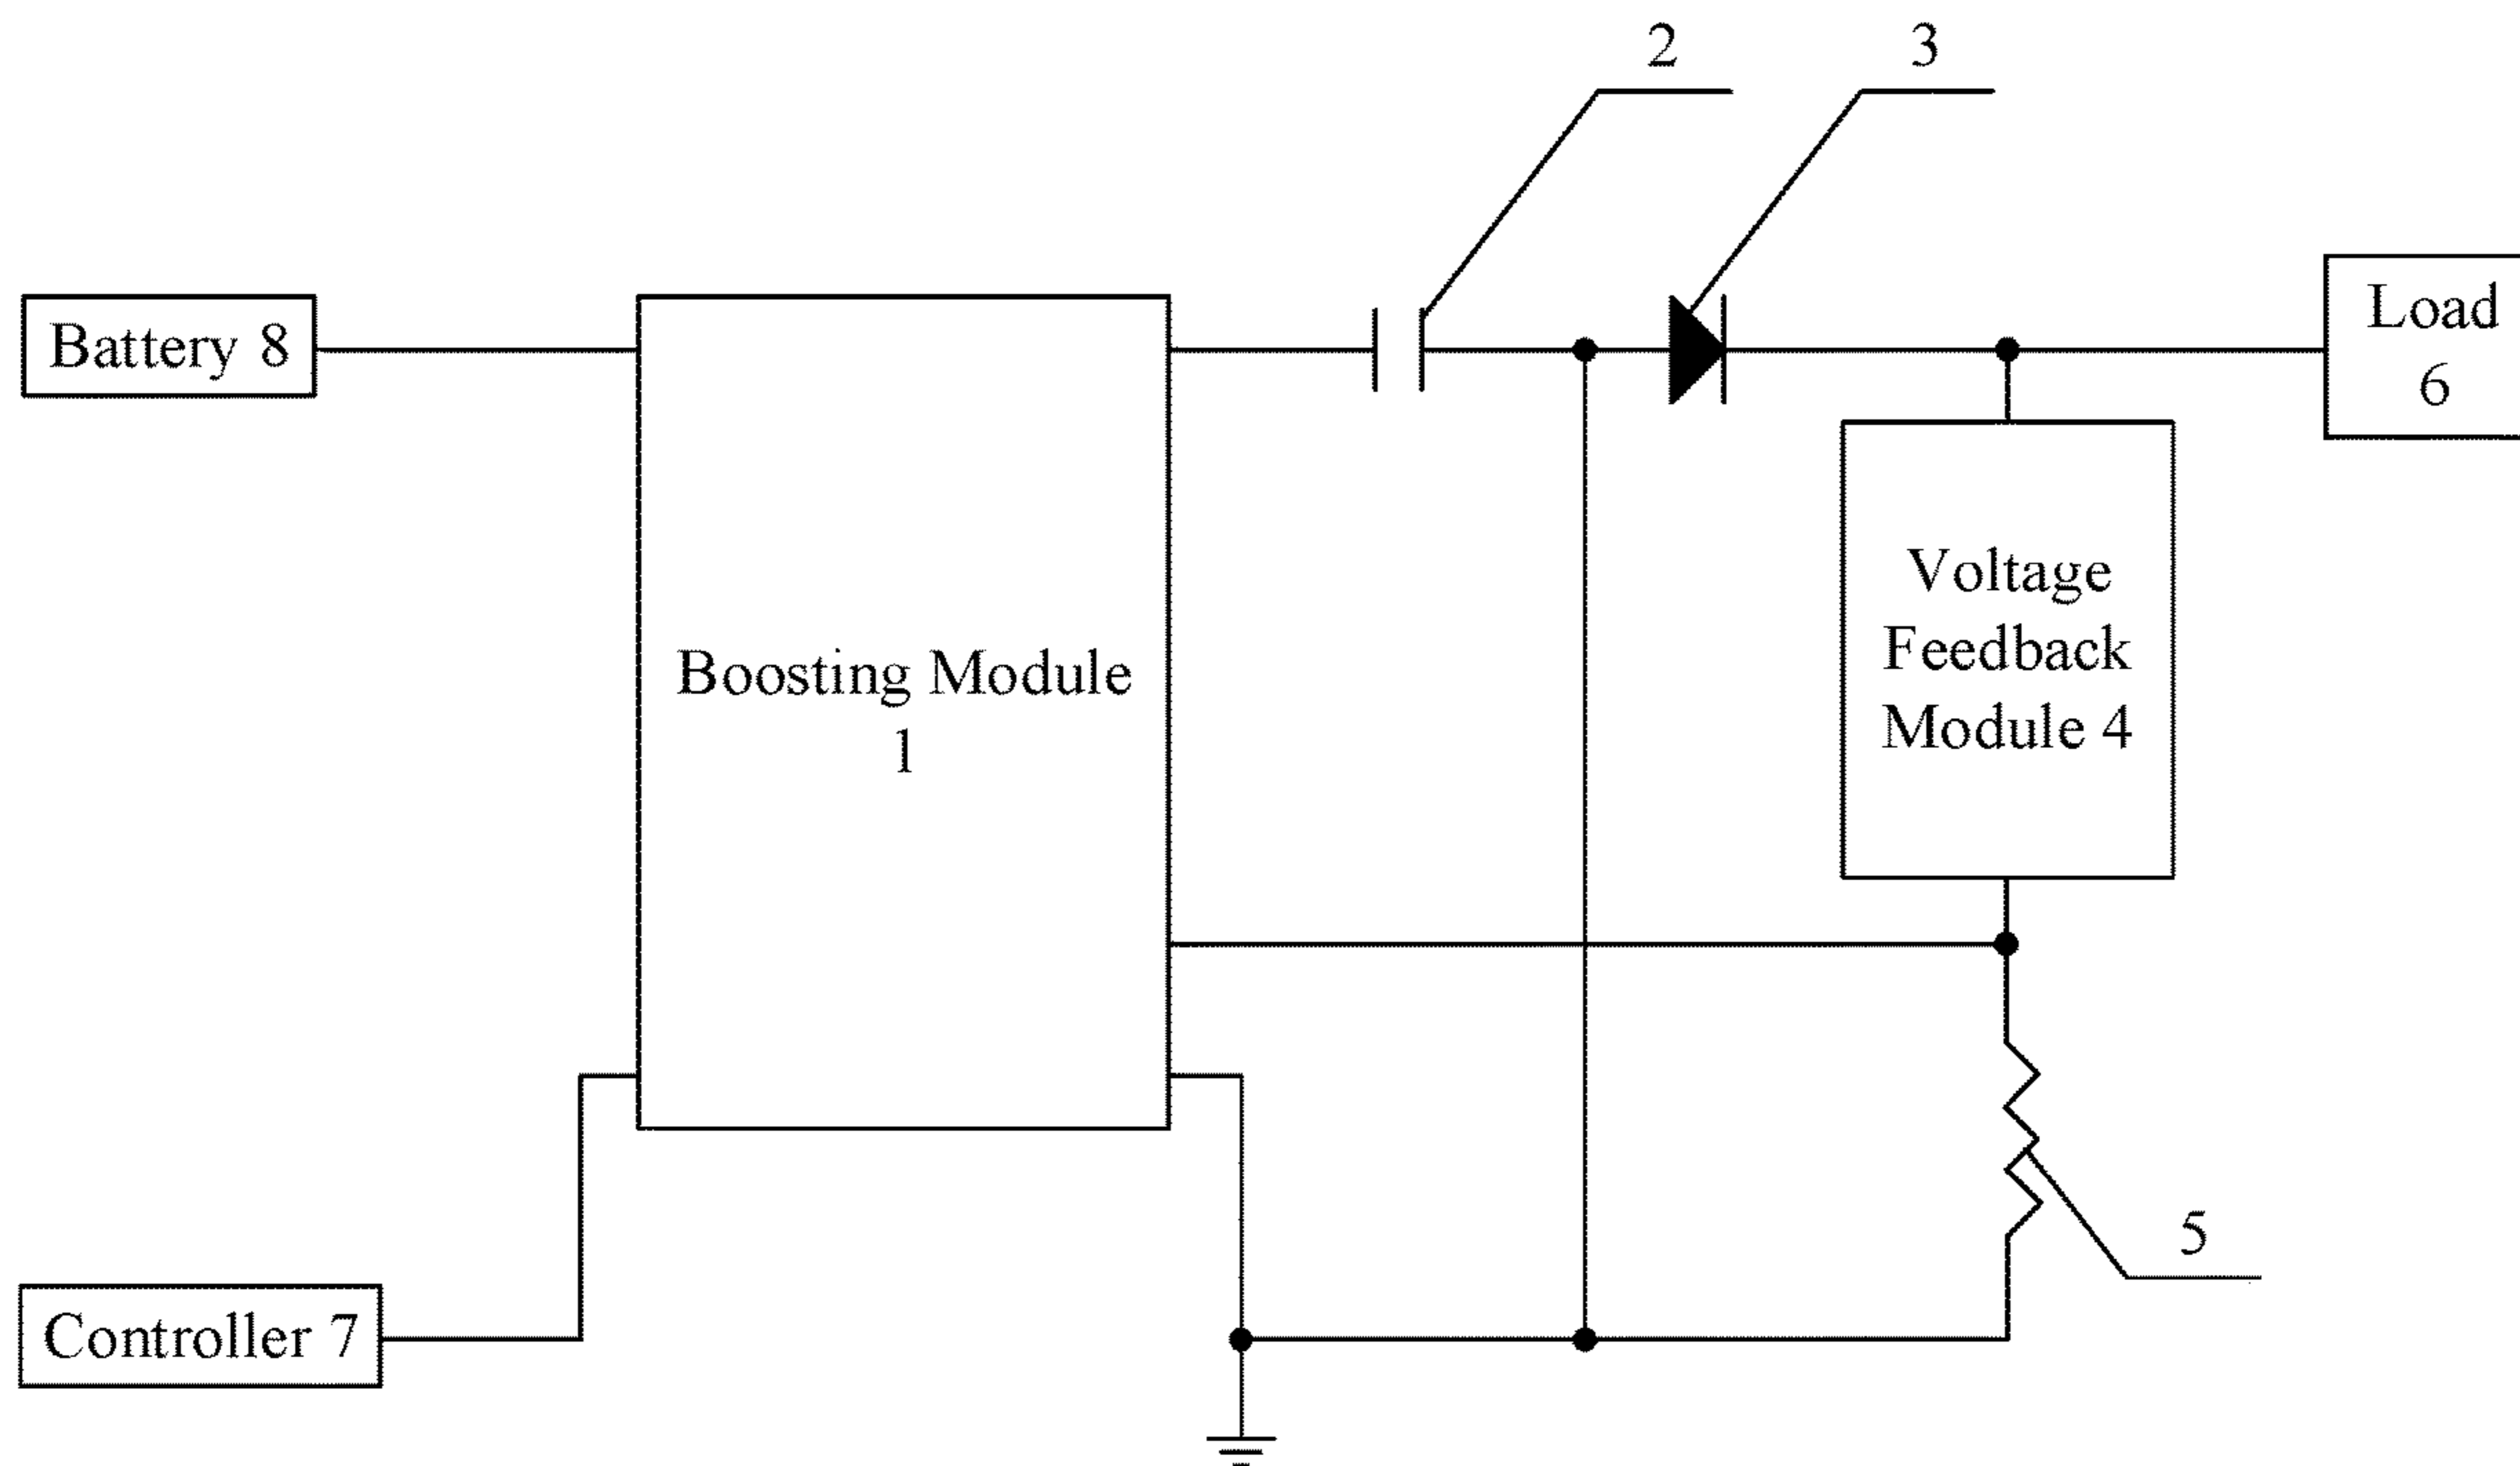 2
3
Battery 8
Load
6
Voltage
Feedback
Module 4
Boosting Module
1
5
Controller 7